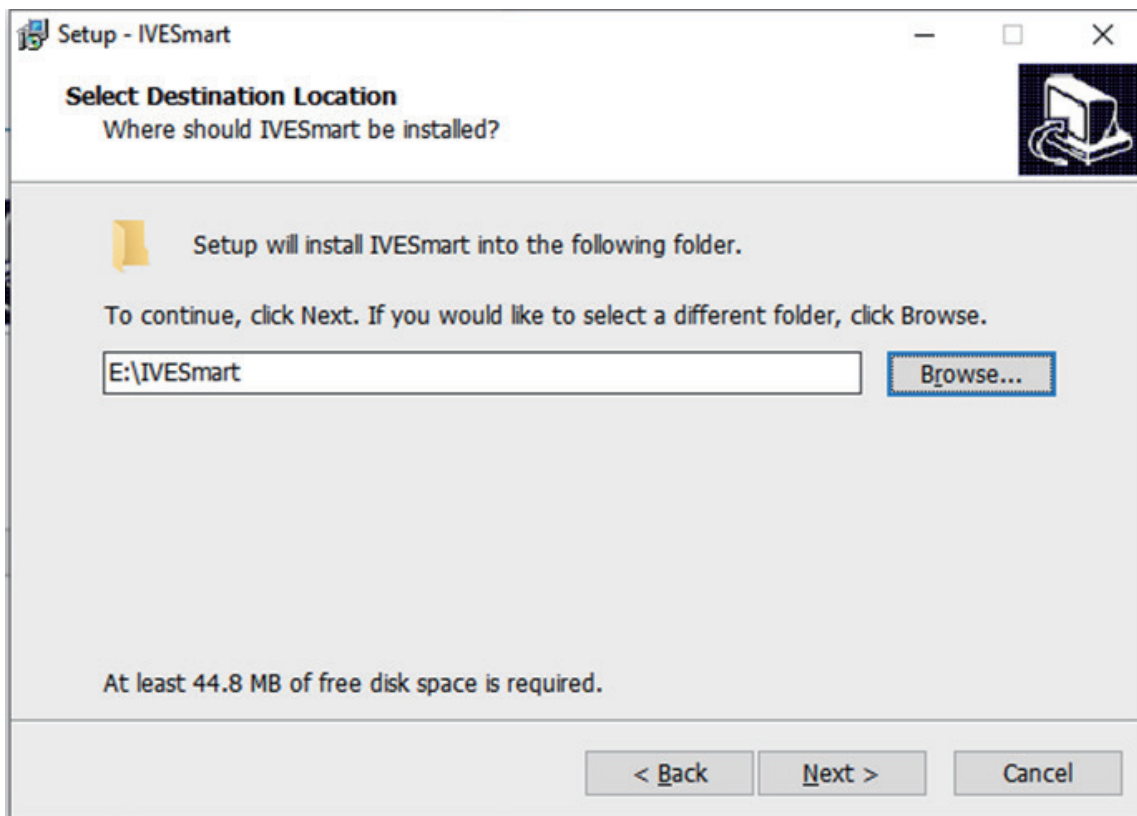 Setup - IVESmart
Select Destination Location
Where should IVESmart be installed?
Setup will install IVESmart into the following folder.
To continue, click Next. If you would like to select a different folder, click Browse.
E:\IVESmart
Browse...
At least 44.8 MB of free disk space is required.
< Back
Next >
Cancel